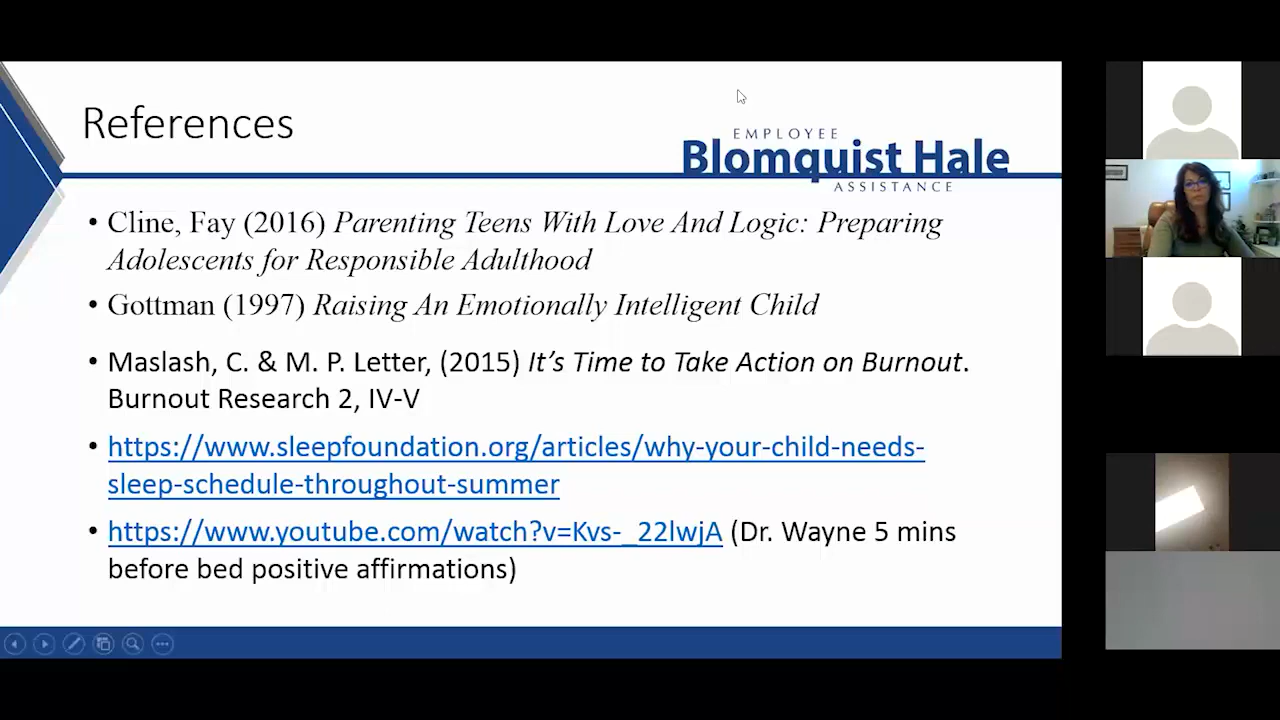 References
EMPLOYEE
Blomquist Hale
ASSISTANCE
• Cline, Fay (2016) Parenting Teens With Love And Logic: Preparing
Adolescents for Responsible Adulthood
• Gottman (1997) Raising An Emotionally Intelligent Child
• Maslash, C. & M. P. Letter, (2015) It’s Time to Take Action on Burnout.
Burnout Research 2, IV-V
• https://www.sleepfoundation.org/articles/why-your-child-needs-
sleep-schedule-throughout-summer
• https://www.youtube.com/watch?v=Kvs-_22lwjA (Dr. Wayne 5 mins
before bed positive affirmations)